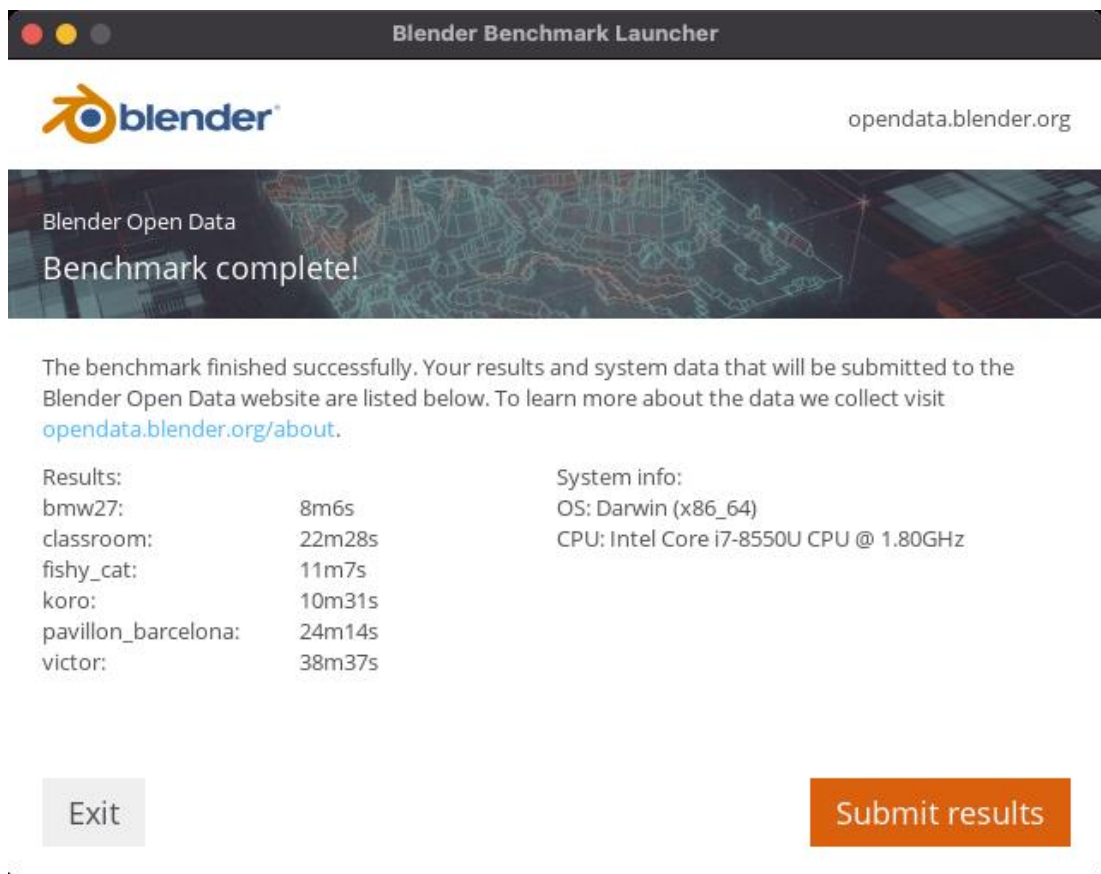 Blender Benchmark Launcher
blender
opendata.blender.org
Blender Open Data
Benchmark complete!
The benchmark finished successfully. Your results and system data that will be submitted to the
Blender Open Data website are listed below. To learn more about the data we collect visit
opendata.blender.org/about.
Results:
bmw27: 8m6s
classroom: 22m28s
fishy_cat: 11m7s
koro: 10m31s
pavillon_barcelona: 24m14s
victor: 38m37s
System info:
OS: Darwin (x86_64)
CPU: Intel Core i7-8550U CPU @ 1.80GHz
Exit
Submit results